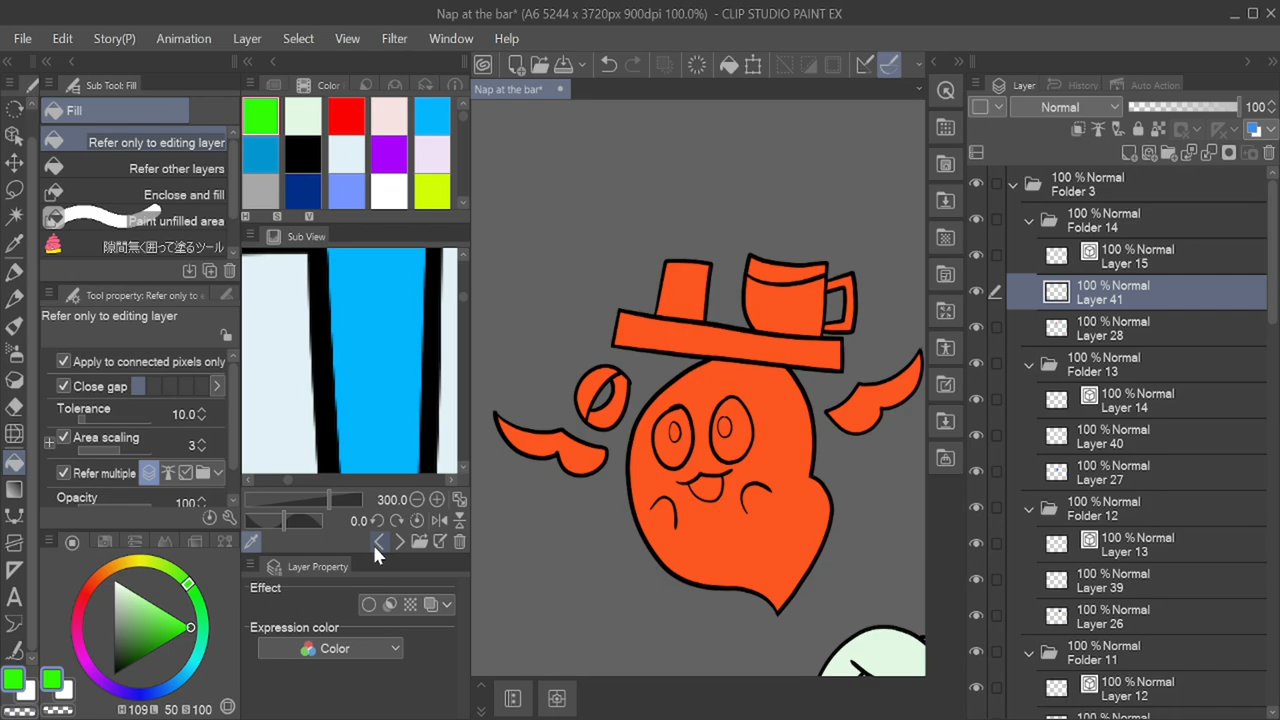 Nap at the bar* (A6 5244 x 3720px 900dpi 100.0%) - CLIP STUDIO PAINT EX
File Edit Story(P) Animation Layer Select View Filter Window Help
Sub Tool: Fill
Fill
Refer only to editing layer
Refer other layers
Enclose and fill
Paint unfilled area
隙間無く囲って塗るツール
Tool property: Refer only to e
Refer only to editing layer
Apply to connected pixels only
Close gap
Tolerance 10.0
Area scaling 3
Refer multiple
Opacity 100
H 109 L 50 S 100
Color
H S V
Sub View
300.0
0.0
Layer Property
Effect
Expression color
Color
Nap at the bar*
Layer History Auto Action
Normal 100
100 % Normal
Folder 3
100 % Normal
Folder 14
100 % Normal
Layer 15
100 % Normal
Layer 41
100 % Normal
Layer 28
100 % Normal
Folder 13
100 % Normal
Layer 14
100 % Normal
Layer 40
100 % Normal
Layer 27
100 % Normal
Folder 12
100 % Normal
Layer 13
100 % Normal
Layer 39
100 % Normal
Layer 26
100 % Normal
Folder 11
100 % Normal
Layer 12